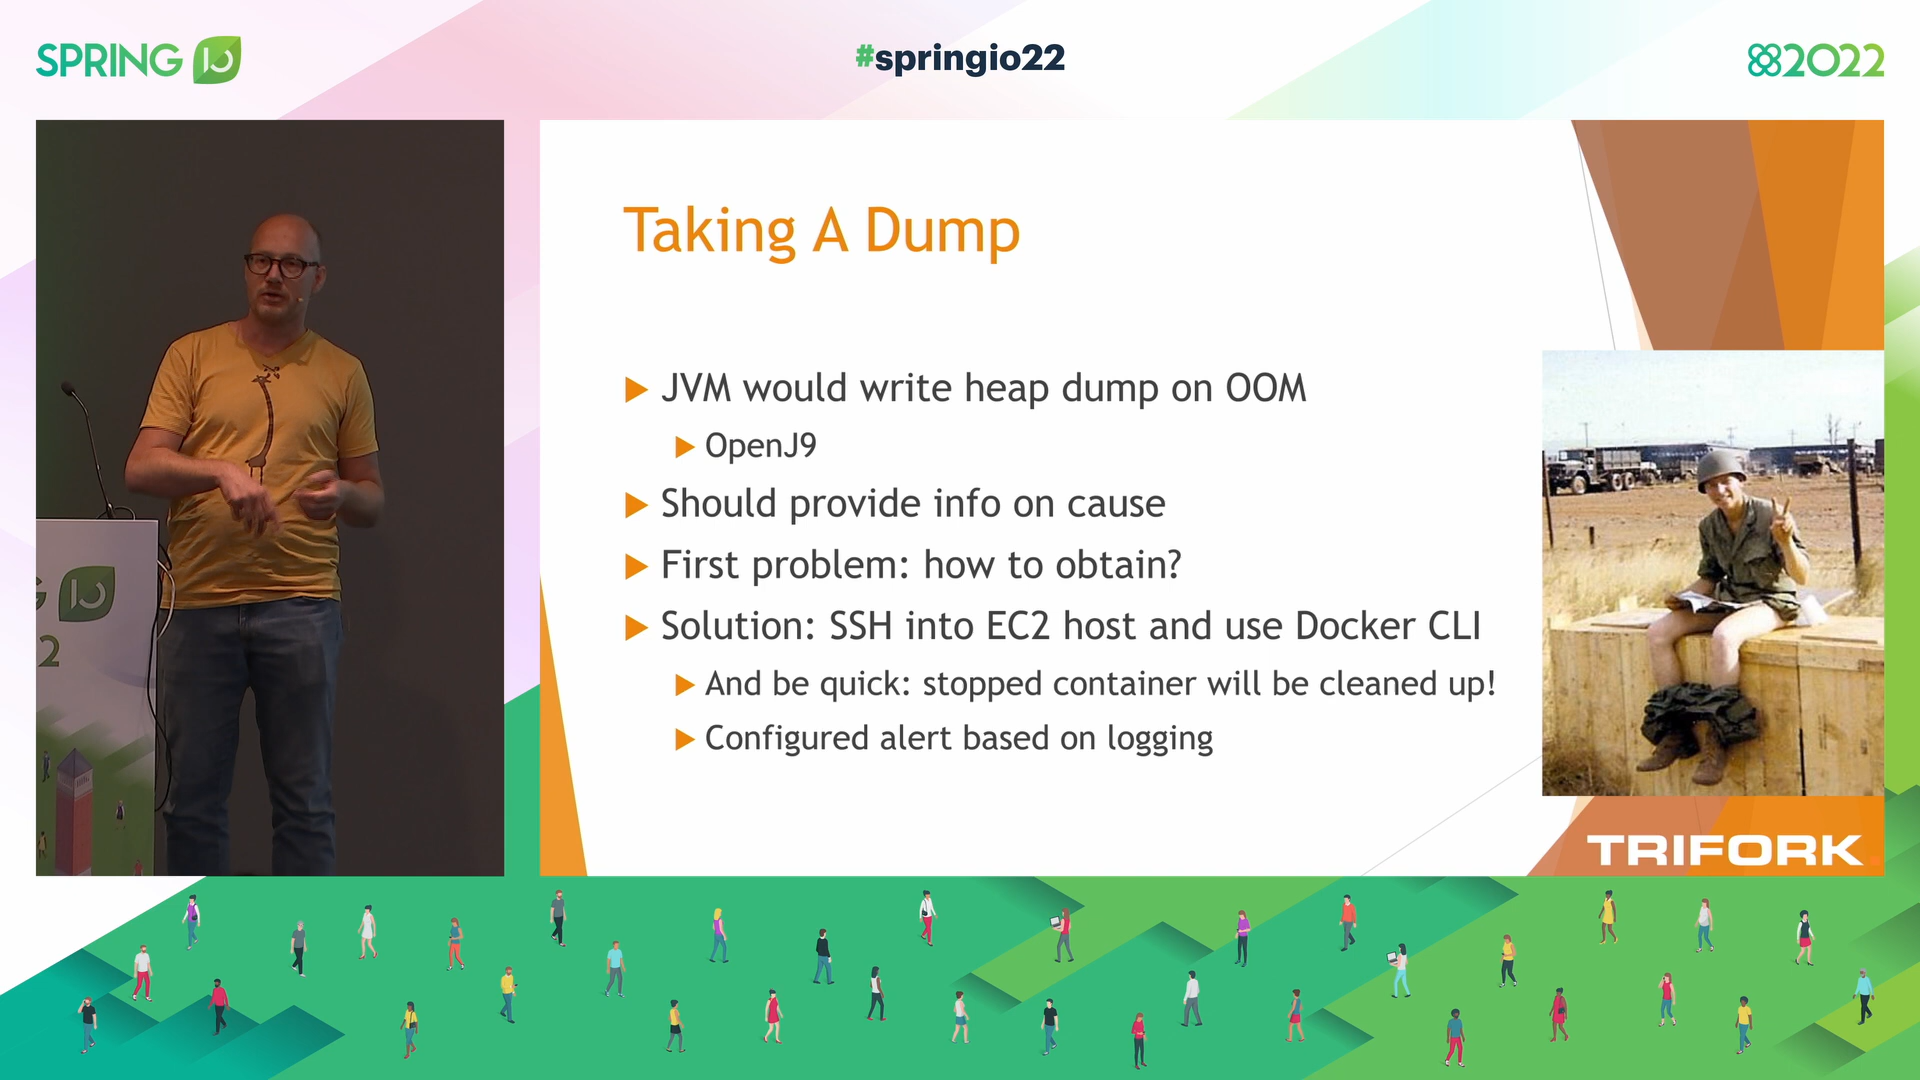 SPRING IO
#springio22
2022
Taking A Dump
JVM would write heap dump on OOM
OpenJ9
Should provide info on cause
First problem: how to obtain?
Solution: SSH into EC2 host and use Docker CLI
And be quick: stopped container will be cleaned up!
Configured alert based on logging
TRIFORK
G IO
2